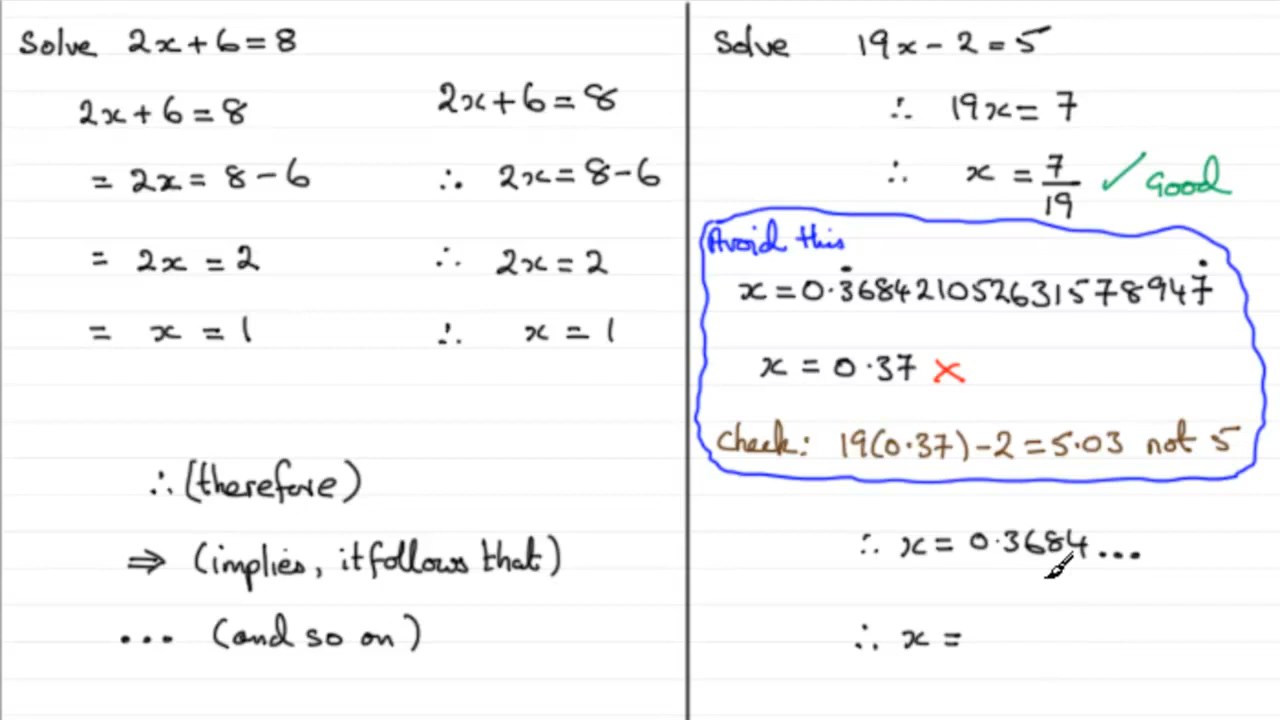 Solve 2x + 6 = 8
2x + 6 = 8
= 2x = 8 - 6
= 2x = 2
= x = 1
2x + 6 = 8
∴ 2x = 8 - 6
∴ 2x = 2
∴ x = 1
∴ (therefore)
⇒ (implies, it follows that)
... (and so on)
Solve 19x - 2 = 5
∴ 19x = 7
∴ x = 7/19 ✓ Good
Avoid this
x = 0.3̇68421052631578947̇
x = 0.37 ×
Check: 19(0.37) - 2 = 5.03 not 5
∴ x = 0.3684...
∴ x =